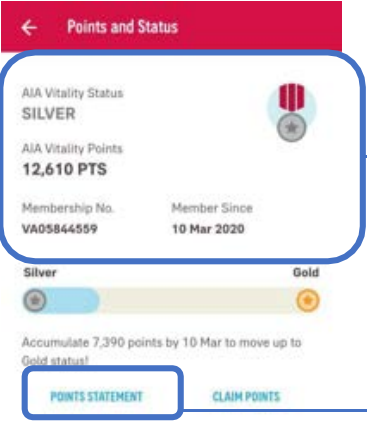 Points and Status
AIA Vitality Status
SILVER
AIA Vitality Points
12,610 PTS
Membership No. Member Since
VA05844559 10 Mar 2020
Silver Gold
Accumulate 7,390 points by 10 Mar to move up to
Gold status!
POINTS STATEMENT CLAIM POINTS